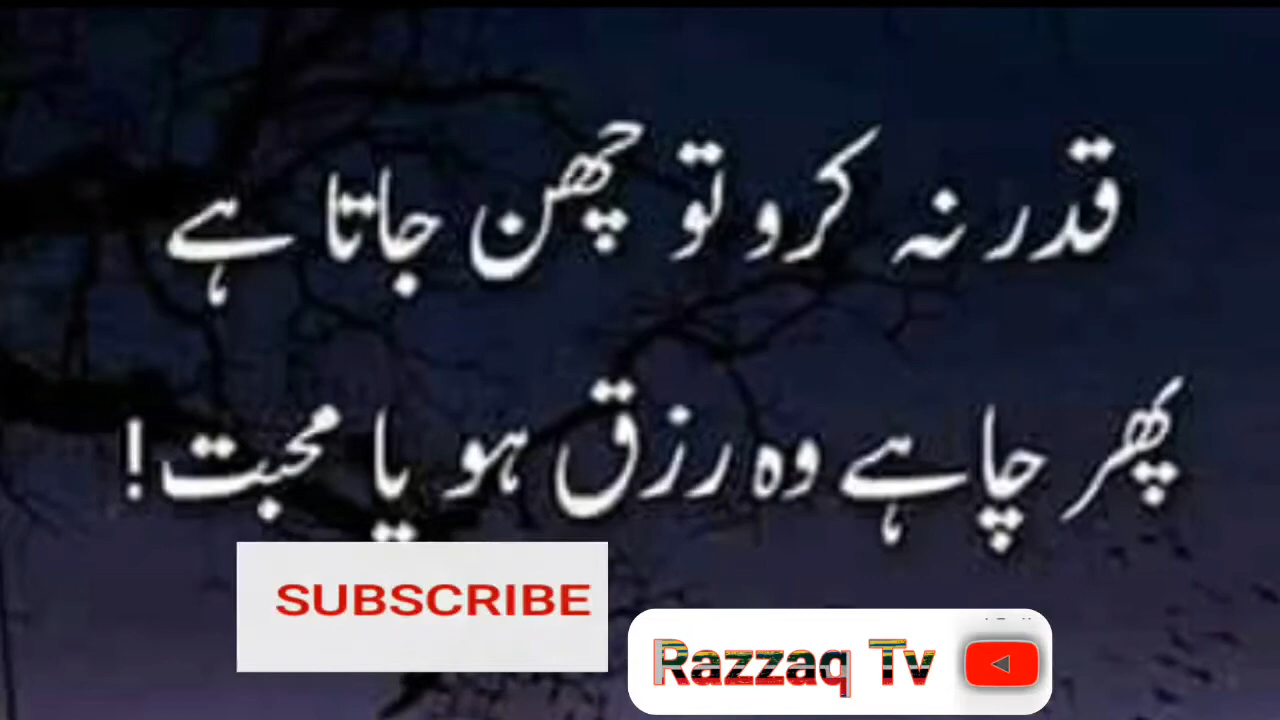 قدر نہ کرو تو چھن جاتا ہے
پھر چاہے وہ رزق ہو یا محبت!
SUBSCRIBE
Razzaq Tv